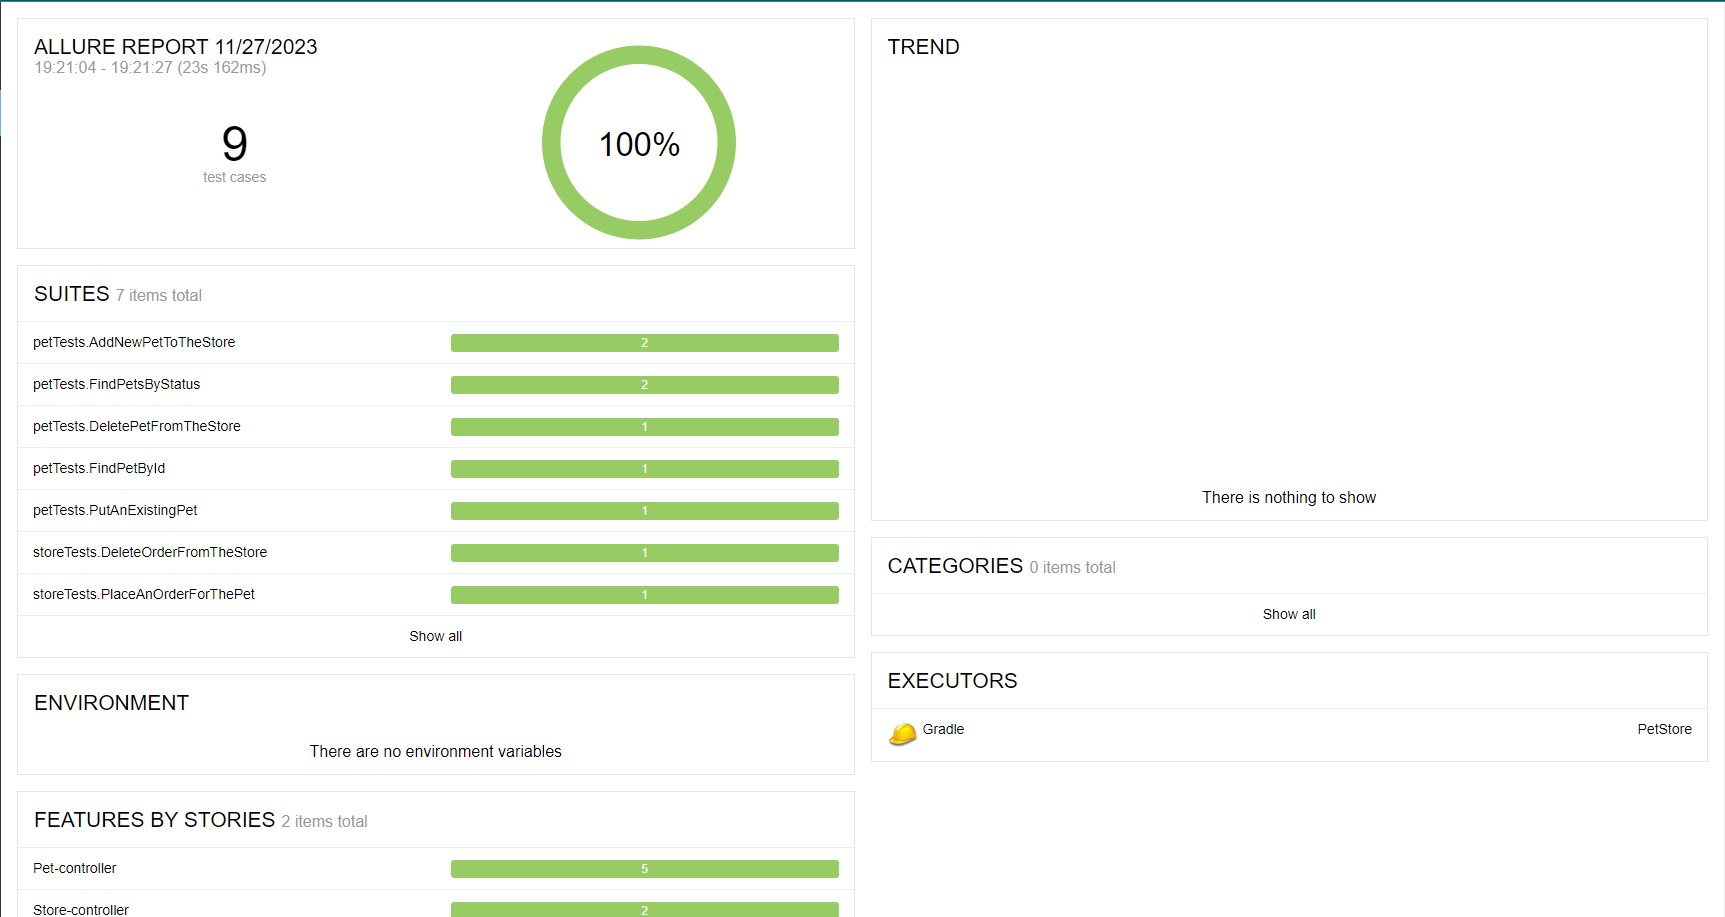 ALLURE REPORT 11/27/2023
19:21:04 - 19:21:27 (23s 162ms)
9
test cases
100%
SUITES 7 items total
petTests.AddNewPetToTheStore 2
petTests.FindPetsByStatus 2
petTests.DeletePetFromTheStore 1
petTests.FindPetById 1
petTests.PutAnExistingPet 1
storeTests.DeleteOrderFromTheStore 1
storeTests.PlaceAnOrderForThePet 1
Show all
ENVIRONMENT
There are no environment variables
FEATURES BY STORIES 2 items total
Pet-controller 5
Store-controller 2
TREND
There is nothing to show
CATEGORIES 0 items total
Show all
EXECUTORS
Gradle PetStore